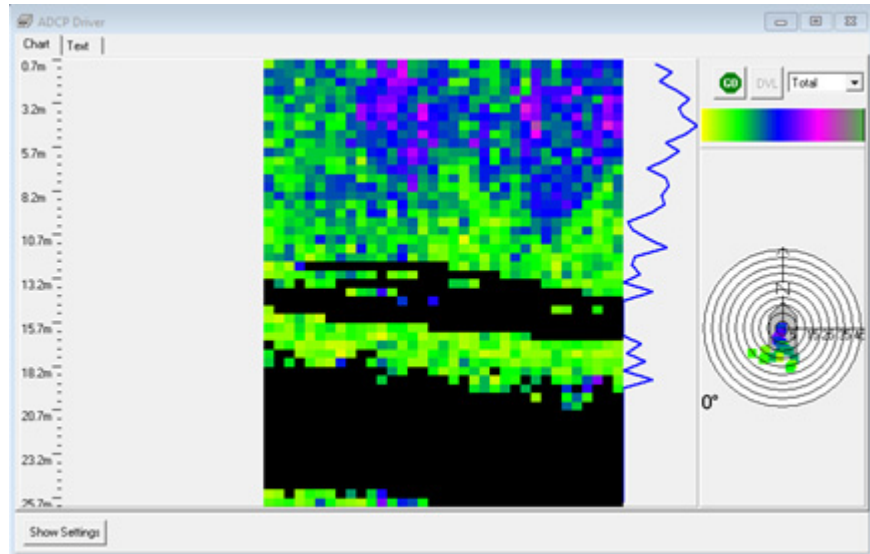 ADCP Driver
Chart Text
GO DVL Total
0.7m
3.2m
5.7m
8.2m
10.7m
13.2m
15.7m
18.2m
20.7m
23.2m
25.7m
N
0°
Show Settings